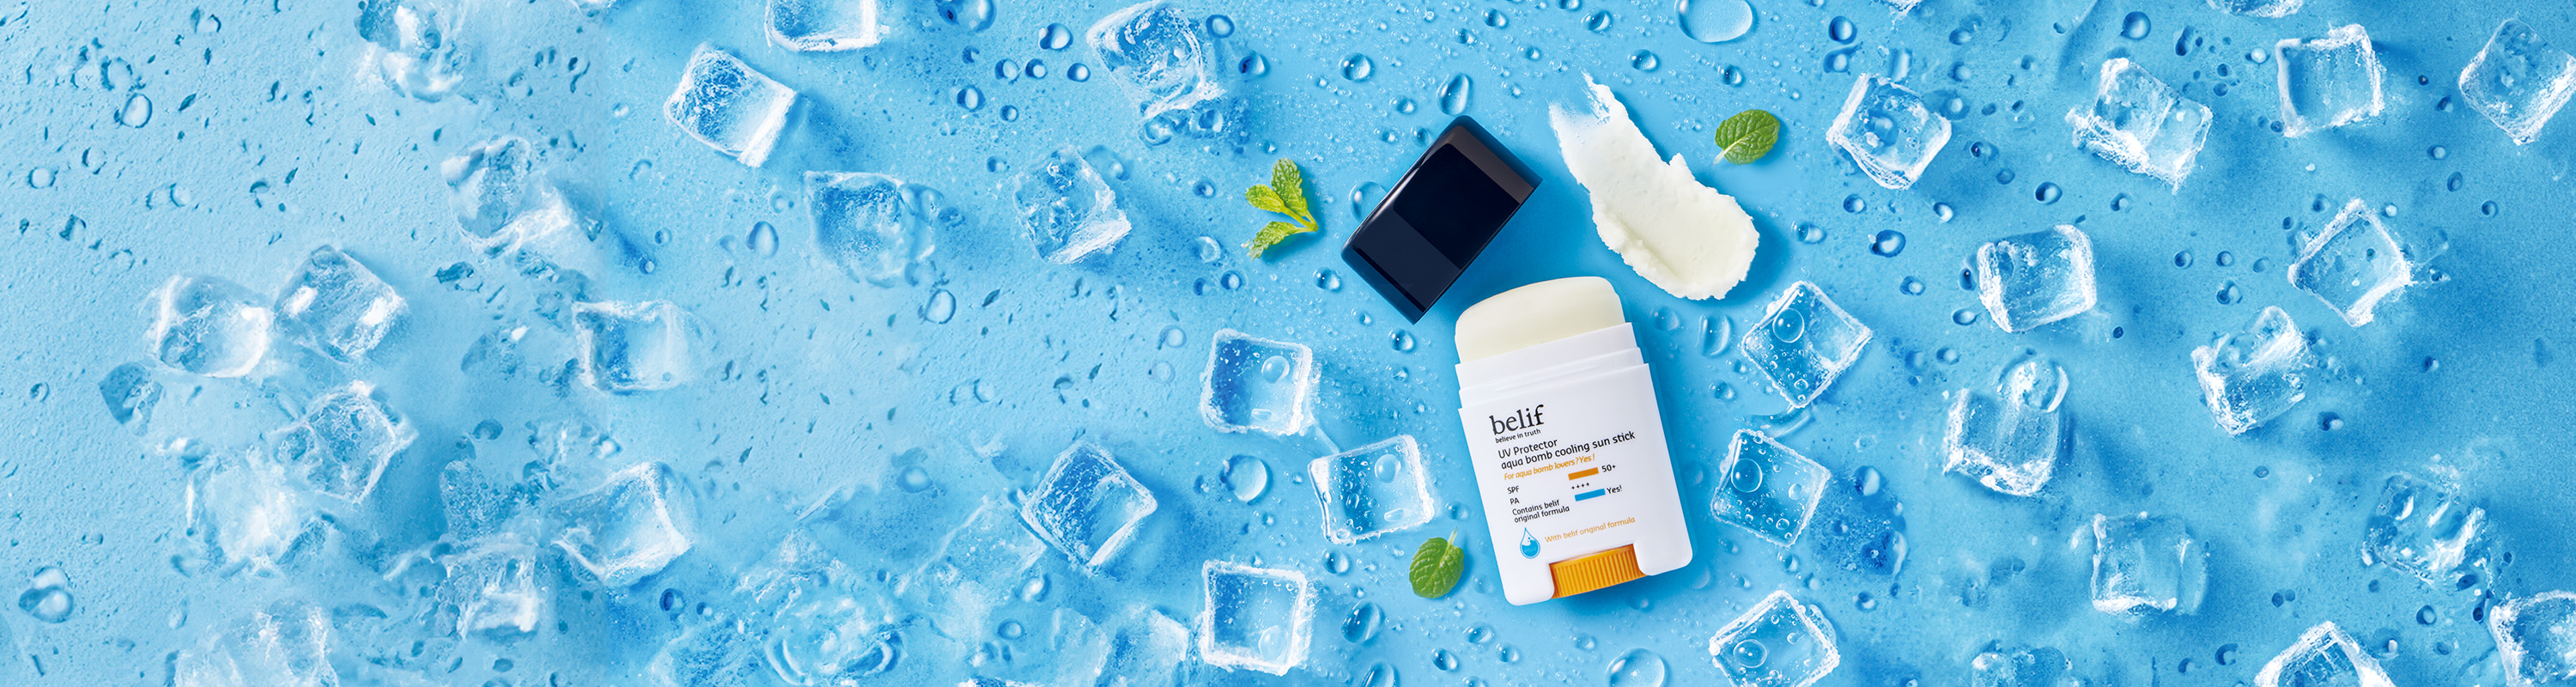 belif
believe in truth
UV Protector
aqua bomb cooling sun stick
For aqua bomb lovers? Yes!
SPF 50+
PA ++++
Contains belif Yes!
original formula
With belif original formula